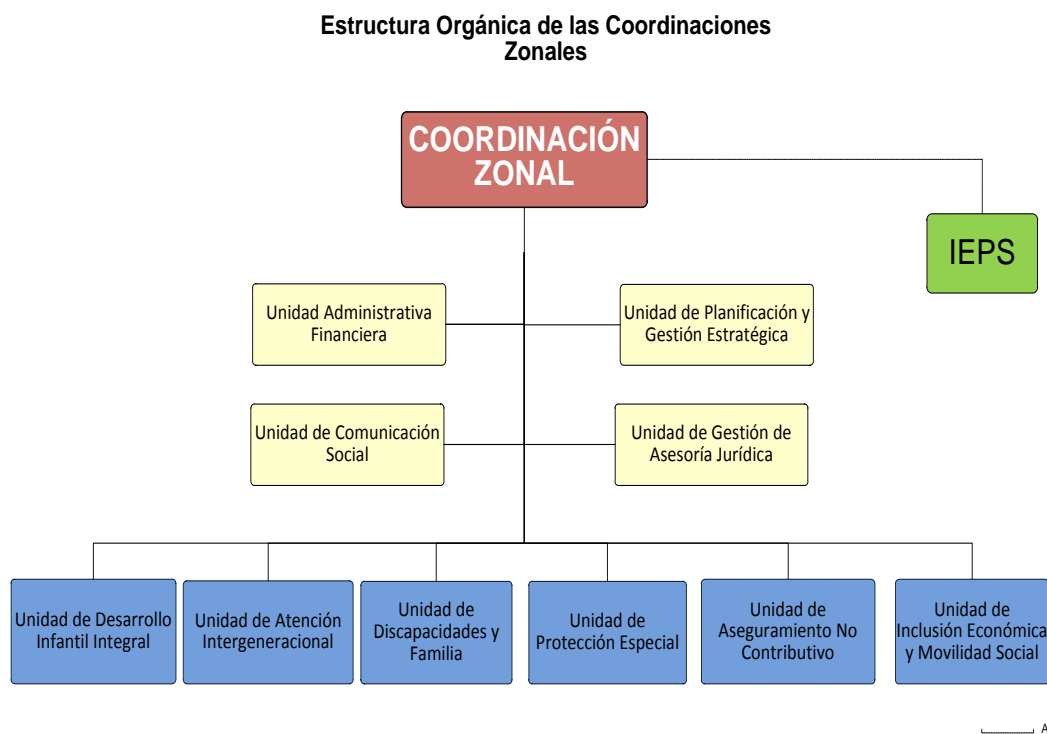 Estructura Orgánica de las Coordinaciones
Zonales
COORDINACIÓN
ZONAL
IEPS
Unidad Administrativa
Financiera
Unidad de Planificación y
Gestión Estratégica
Unidad de Comunicación
Social
Unidad de Gestión de
Asesoría Jurídica
Unidad de Desarrollo
Infantil Integral
Unidad de Atención
Intergeneracional
Unidad de
Discapacidades y
Familia
Unidad de
Protección Especial
Unidad de
Aseguramiento No
Contributivo
Unidad de
Inclusión Económica
y Movilidad Social
A